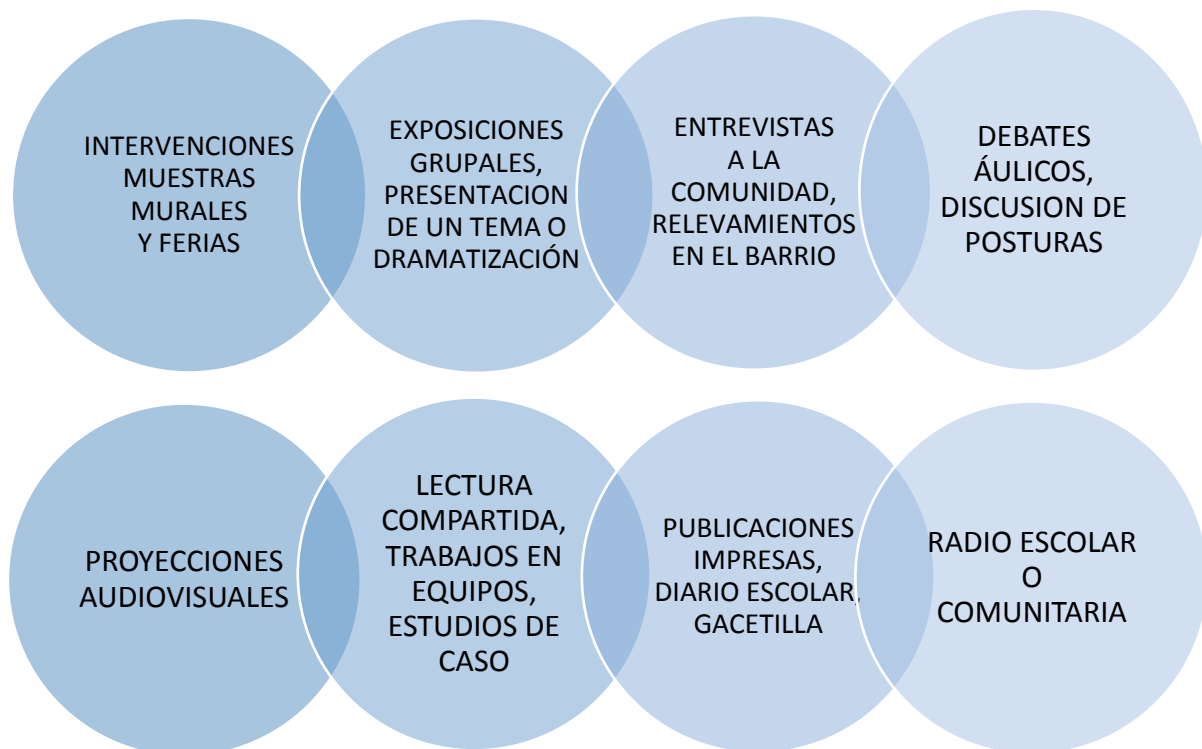 INTERVENCIONES
MUESTRAS
MURALES
Y FERIAS
EXPOSICIONES
GRUPALES,
PRESENTACION
DE UN TEMA O
DRAMATIZACIÓN
ENTREVISTAS
A LA
COMUNIDAD,
RELEVAMIENTOS
EN EL BARRIO
DEBATES
ÁULICOS,
DISCUSION DE
POSTURAS
PROYECCIONES
AUDIOVISUALES
LECTURA
COMPARTIDA,
TRABAJOS EN
EQUIPOS,
ESTUDIOS DE
CASO
PUBLICACIONES
IMPRESAS,
DIARIO ESCOLAR,
GACETILLA
RADIO ESCOLAR
O
COMUNITARIA